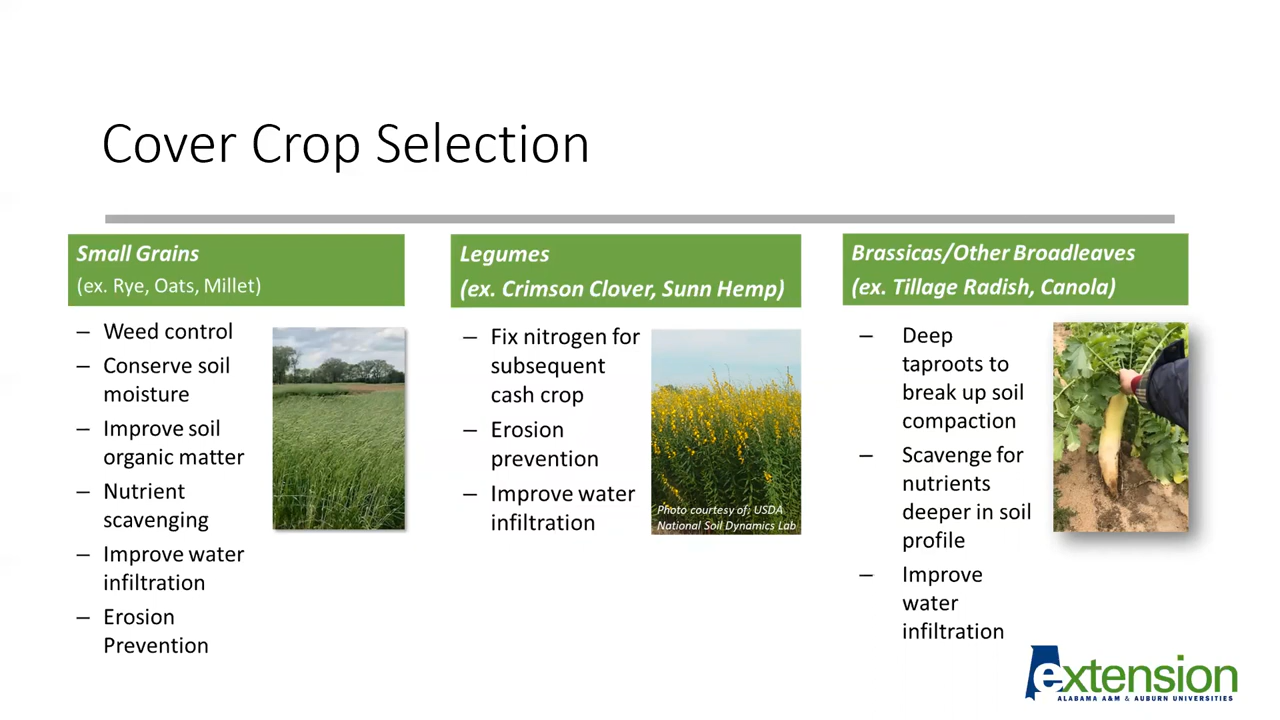 Cover Crop Selection
Small Grains
(ex. Rye, Oats, Millet)
– Weed control
– Conserve soil
moisture
– Improve soil
organic matter
– Nutrient
scavenging
– Improve water
infiltration
– Erosion
Prevention
Legumes
(ex. Crimson Clover, Sunn Hemp)
– Fix nitrogen for
subsequent
cash crop
– Erosion
prevention
– Improve water
infiltration
Photo courtesy of: USDA
National Soil Dynamics Lab
Brassicas/Other Broadleaves
(ex. Tillage Radish, Canola)
– Deep
taproots to
break up soil
compaction
– Scavenge for
nutrients
deeper in soil
profile
– Improve
water
infiltration
extension
ALABAMA A&M & AUBURN UNIVERSITIES